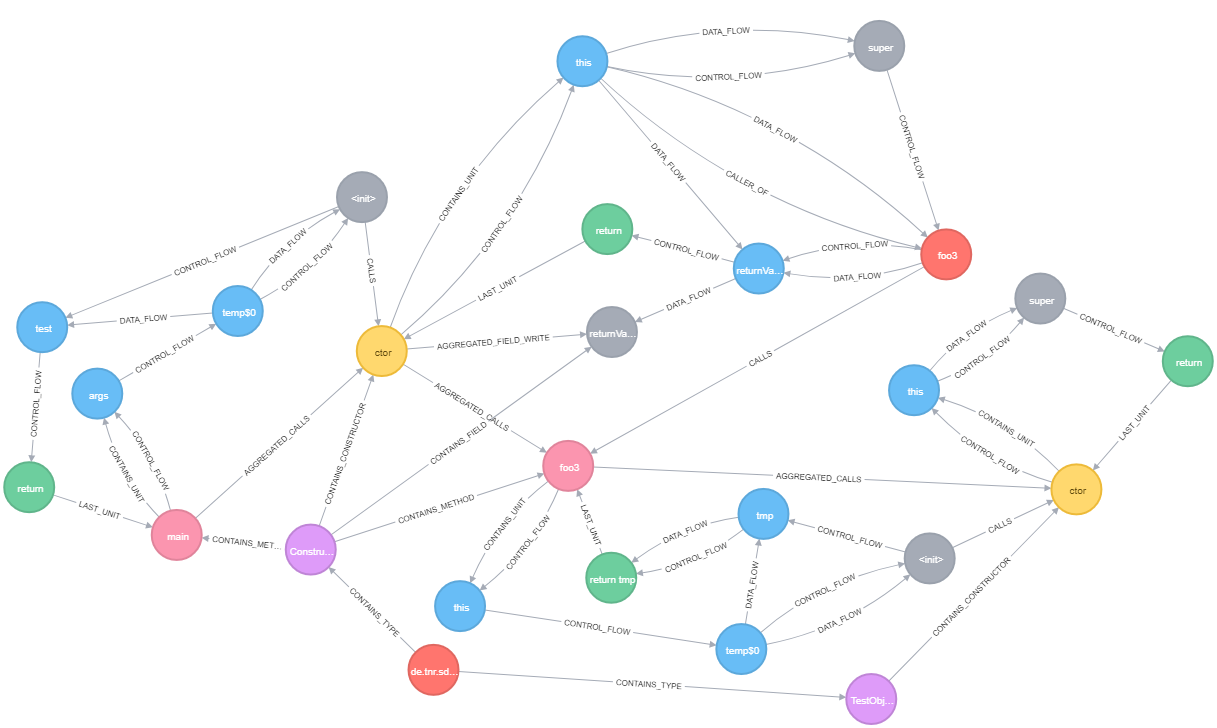 DATA_FLOW
super
this
CONTROL_FLOW
DATA_FLOW
CONTROL_FLOW
DATA_FLOW
CALLER_OF
<init>
CONTAINS_UNIT
CONTROL_FLOW
return
CONTROL_FLOW
CONTROL_FLOW
foo3
DATA_FLOW
CONTROL_FLOW
CONTROL_FLOW
CALLS
returnVa...
DATA_FLOW
LAST_UNIT
DATA_FLOW
super
temp$0
DATA_FLOW
test
CONTROL_FLOW
returnVa...
CONTROL_FLOW
AGGREGATED_FIELD_WRITE
DATA_FLOW
ctor
CONTROL_FLOW
CALLS
return
CONTROL_FLOW
args
this
AGGREGATED_CALLS
CONTAINS_UNIT
LAST_UNIT
CONTAINS_CONSTRUCTOR
CONTAINS_FIELD
AGGREGATED_CALLS
CONTROL_FLOW
CONTROL_FLOW
CONTAINS_UNIT
foo3
AGGREGATED_CALLS
return
ctor
LAST_UNIT
CONTAINS_METHOD
tmp
CONTAINS_UNIT
LAST_UNIT
DATA_FLOW
CALLS
main
CONTAINS_MET...
Constru...
CONTROL_FLOW
CONTROL_FLOW
CONTROL_FLOW
<init>
return tmp
DATA_FLOW
CONTROL_FLOW
CONTAINS_CONSTRUCTOR
this
CONTAINS_TYPE
CONTROL_FLOW
DATA_FLOW
temp$0
de.tnr.sd...
CONTAINS_TYPE
TestObj...